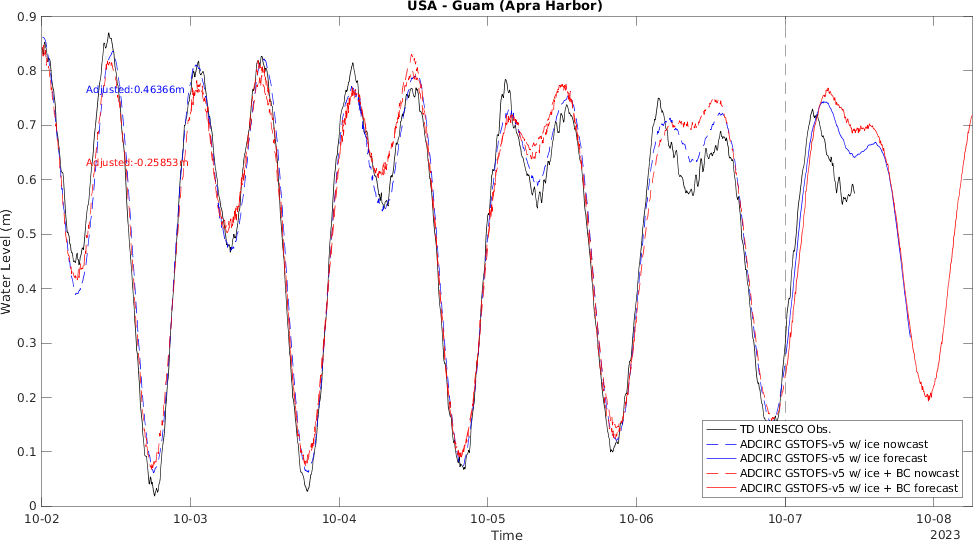 USA - Guam (Apra Harbor)
0.9
0.8
0.7
0.6
0.5
0.4
0.3
0.2
0.1
0
Water Level (m)
Adjusted:0.46366m
Adjusted:-0.25853m
TD UNESCO Obs.
ADCIRC GSTOFS-v5 w/ ice nowcast
ADCIRC GSTOFS-v5 w/ ice forecast
ADCIRC GSTOFS-v5 w/ ice + BC nowcast
ADCIRC GSTOFS-v5 w/ ice + BC forecast
10-02 10-03 10-04 10-05 10-06 10-07 10-08
Time
2023